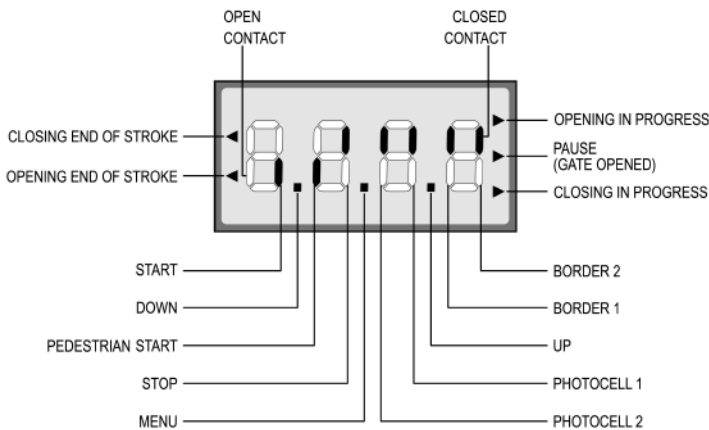 OPEN
CONTACT
CLOSED
CONTACT
CLOSING END OF STROKE
OPENING END OF STROKE
OPENING IN PROGRESS
PAUSE
(GATE OPENED)
CLOSING IN PROGRESS
START
DOWN
PEDESTRIAN START
STOP
MENU
BORDER 2
BORDER 1
UP
PHOTOCELL 1
PHOTOCELL 2